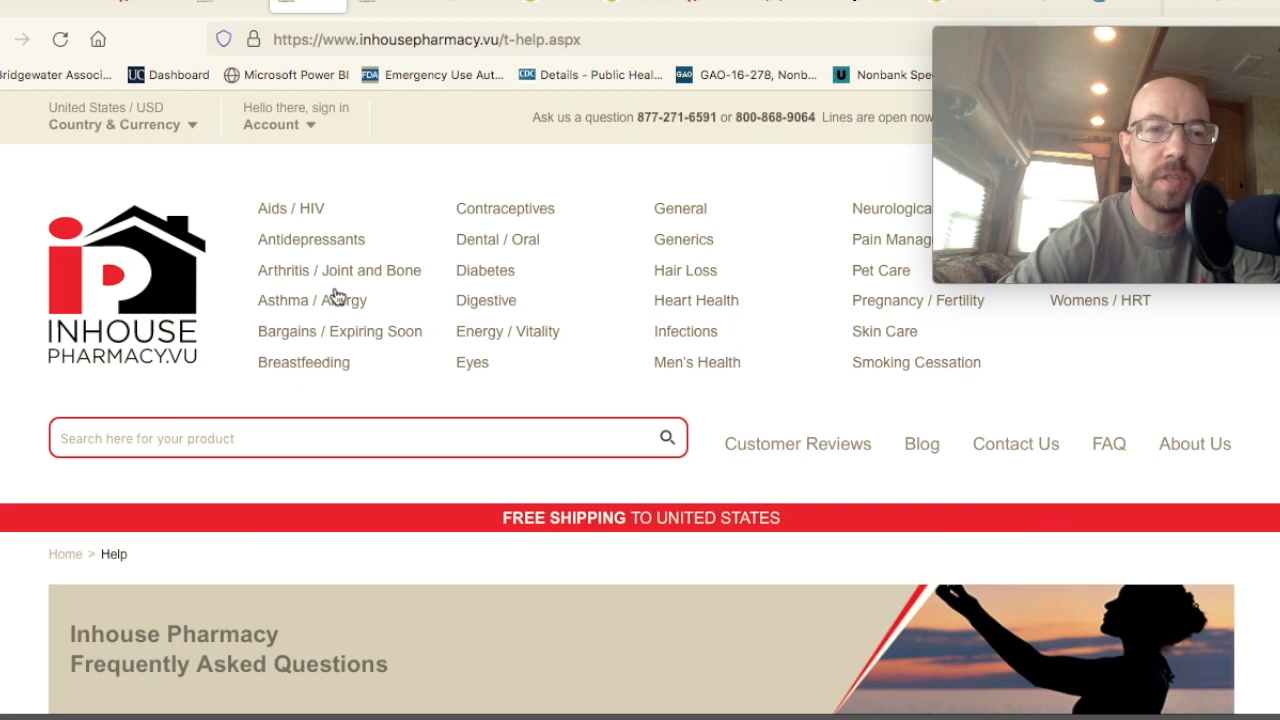 https://www.inhousepharmacy.vu/t-help.aspx
Bridgewater Associ...
UC Dashboard
Microsoft Power BI
FDA Emergency Use Aut...
CDC Details - Public Heal...
GAO GAO-16-278, Nonb...
U Nonbank Spe
United States / USD
Country & Currency
Hello there, sign in
Account
Ask us a question 877-271-6591 or 800-868-9064 Lines are open now
iP
INHOUSE
PHARMACY.VU
Aids / HIV
Antidepressants
Arthritis / Joint and Bone
Asthma / Allergy
Bargains / Expiring Soon
Breastfeeding
Contraceptives
Dental / Oral
Diabetes
Digestive
Energy / Vitality
Eyes
General
Generics
Hair Loss
Heart Health
Infections
Men's Health
Neurologica
Pain Manag
Pet Care
Pregnancy / Fertility
Skin Care
Smoking Cessation
Womens / HRT
Search here for your product
Customer Reviews
Blog
Contact Us
FAQ
About Us
FREE SHIPPING TO UNITED STATES
Home > Help
Inhouse Pharmacy
Frequently Asked Questions